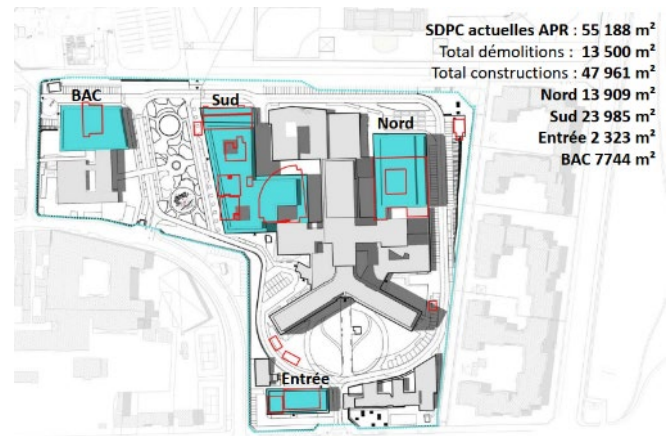 SDPC actuelles APR : 55 188 m²
Total démolitions : 13 500 m²
Total constructions : 47 961 m²
Nord 13 909 m²
Sud 23 985 m²
Entrée 2 323 m²
BAC 7744 m²
BAC
Sud
Nord
Entrée